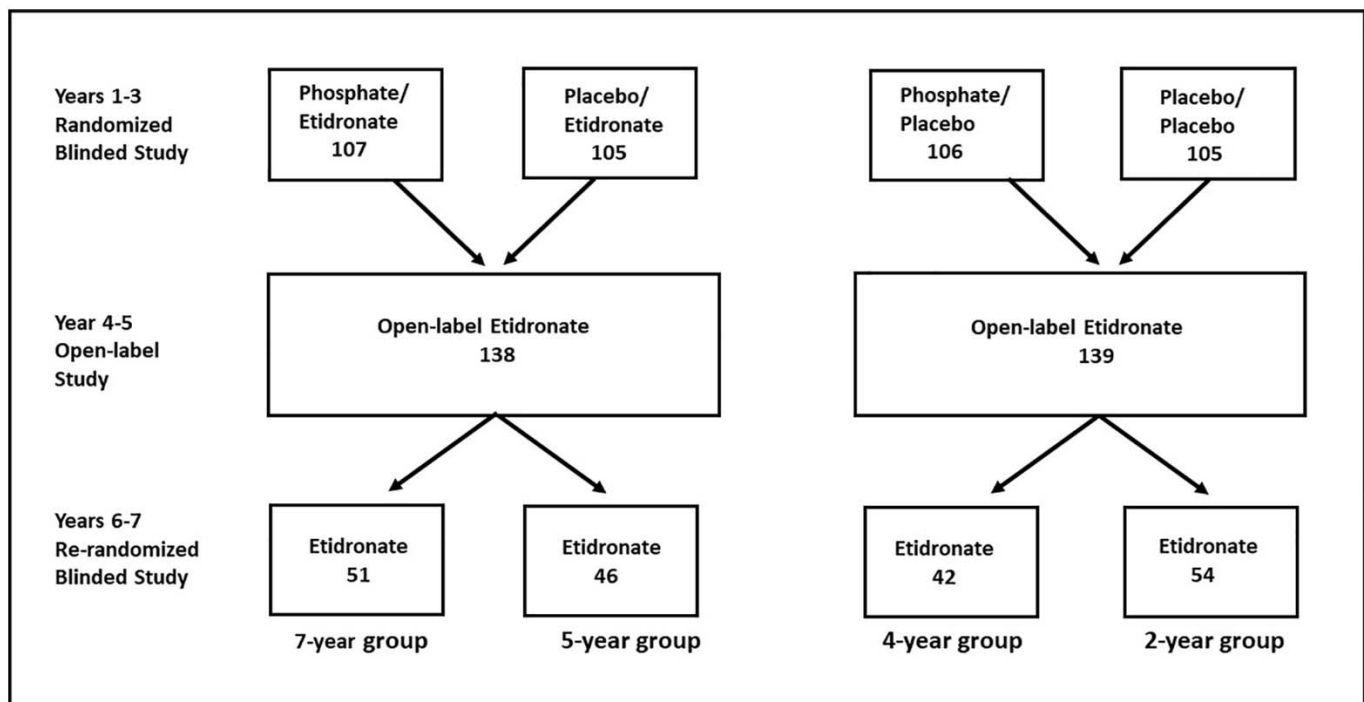 Years 1-3
Randomized
Blinded Study
Phosphate/
Etidronate
107
Placebo/
Etidronate
105
Phosphate/
Placebo
106
Placebo/
Placebo
105
Year 4-5
Open-label
Study
Open-label Etidronate
138
Open-label Etidronate
139
Years 6-7
Re-randomized
Blinded Study
Etidronate
51
Etidronate
46
Etidronate
42
Etidronate
54
7-year group
5-year group
4-year group
2-year group